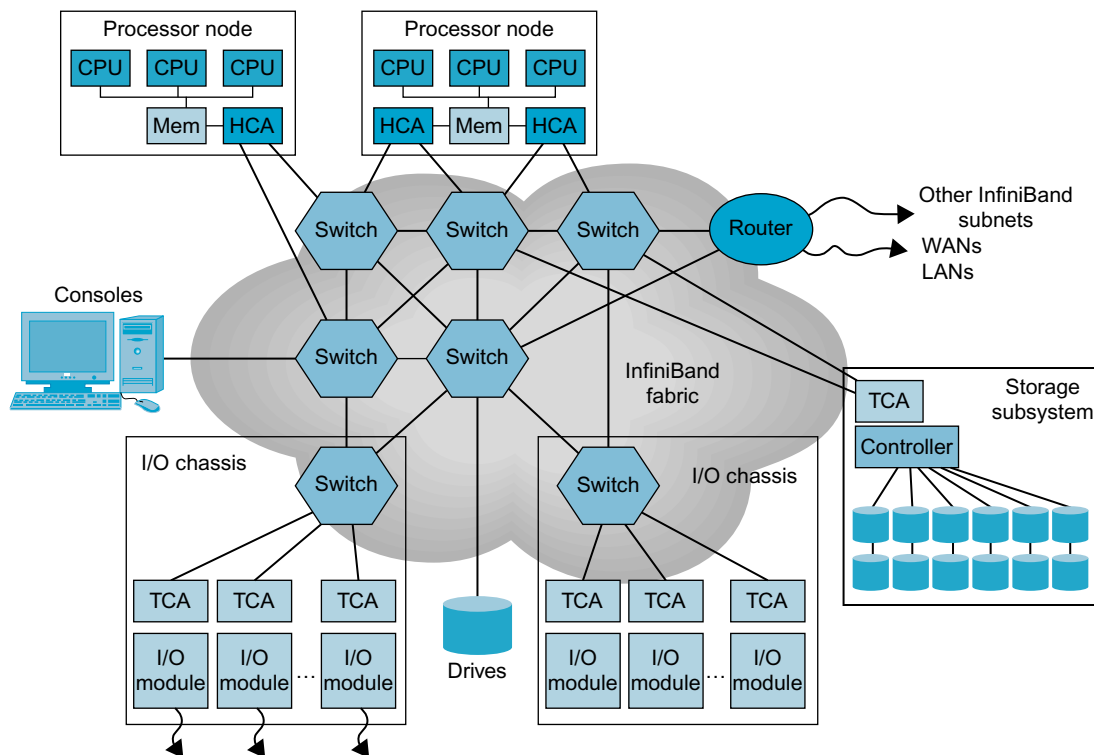 Processor node
CPU CPU CPU
Mem HCA
Processor node
CPU CPU CPU
HCA Mem HCA
Switch Switch Switch Router
Other InfiniBand
subnets
WANs
LANs
Consoles
Switch Switch
InfiniBand
fabric
Storage
subsystem
TCA
Controller
I/O chassis
Switch
TCA TCA TCA
I/O
module
I/O
module
...
I/O
module
Drives
I/O chassis
Switch
TCA TCA TCA
I/O
module
I/O
module
...
I/O
module